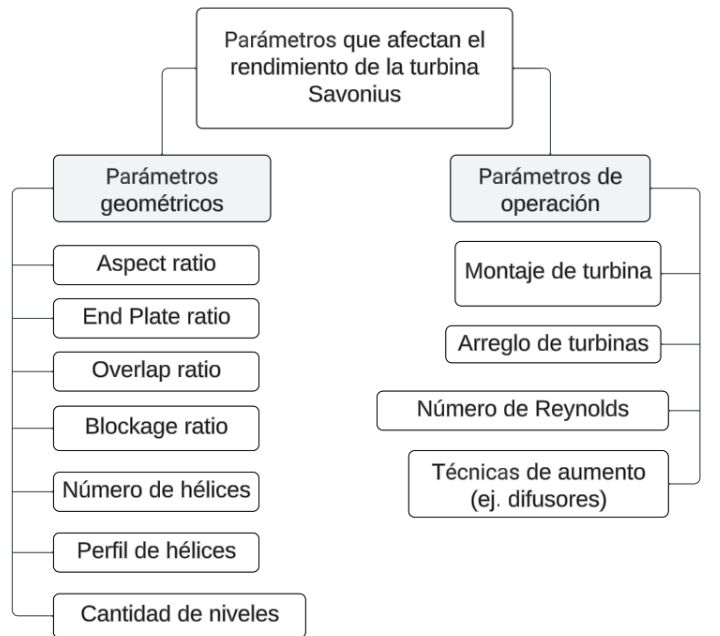 Parámetros que afectan el
rendimiento de la turbina
Savonius
Parámetros
geométricos
Aspect ratio
End Plate ratio
Overlap ratio
Blockage ratio
Número de hélices
Perfil de hélices
Cantidad de niveles
Parámetros de
operación
Montaje de turbina
Arreglo de turbinas
Número de Reynolds
Técnicas de aumento
(ej. difusores)